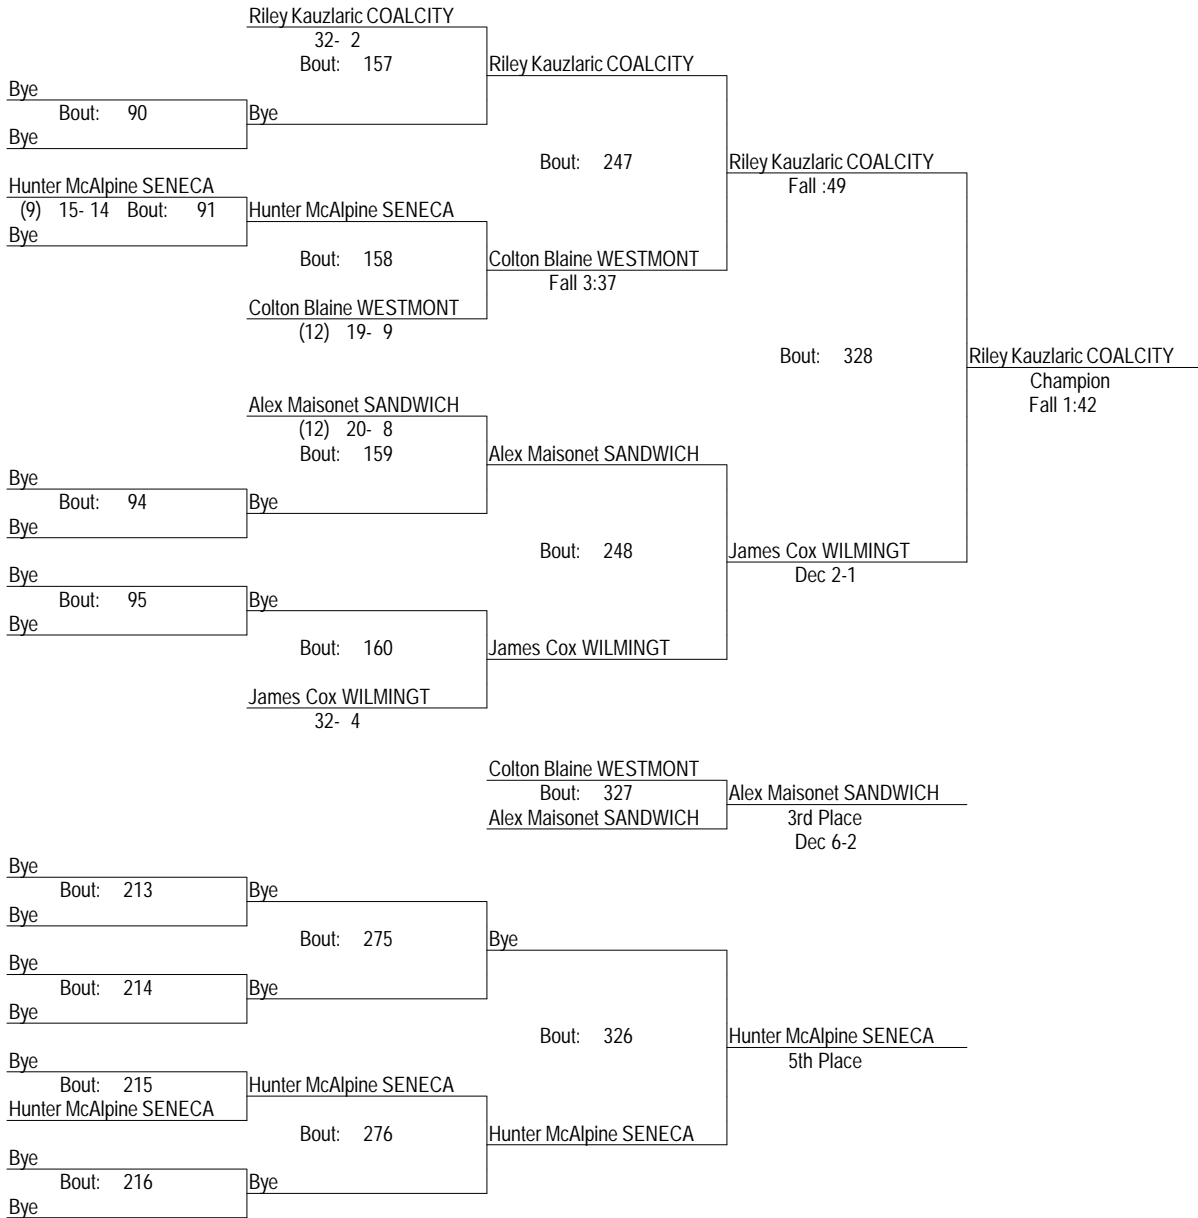 Riley Kauzlaric COALCITY
32- 2
Bout: 157
Riley Kauzlaric COALCITY
Bye
Bout: 90
Bye
Bye
Bout: 247
Riley Kauzlaric COALCITY
Fall :49
Hunter McAlpine SENECA
(9) 15- 14 Bout: 91
Hunter McAlpine SENECA
Bye
Bout: 158
Colton Blaine WESTMONT
Fall 3:37
Colton Blaine WESTMONT
(12) 19- 9
Bout: 328
Riley Kauzlaric COALCITY
Champion
Fall 1:42
Alex Maisonet SANDWICH
(12) 20- 8
Bout: 159
Alex Maisonet SANDWICH
Bye
Bout: 94
Bye
Bye
Bout: 248
James Cox WILMINGT
Dec 2-1
Bye
Bout: 95
Bye
Bye
Bout: 160
James Cox WILMINGT
James Cox WILMINGT
32- 4
Colton Blaine WESTMONT
Bout: 327
Alex Maisonet SANDWICH
Alex Maisonet SANDWICH
3rd Place
Dec 6-2
Bye
Bout: 213
Bye
Bye
Bout: 275
Bye
Bye
Bout: 214
Bye
Bye
Bout: 326
Hunter McAlpine SENECA
5th Place
Bye
Bout: 215
Hunter McAlpine SENECA
Hunter McAlpine SENECA
Bout: 276
Hunter McAlpine SENECA
Bye
Bout: 216
Bye
Bye